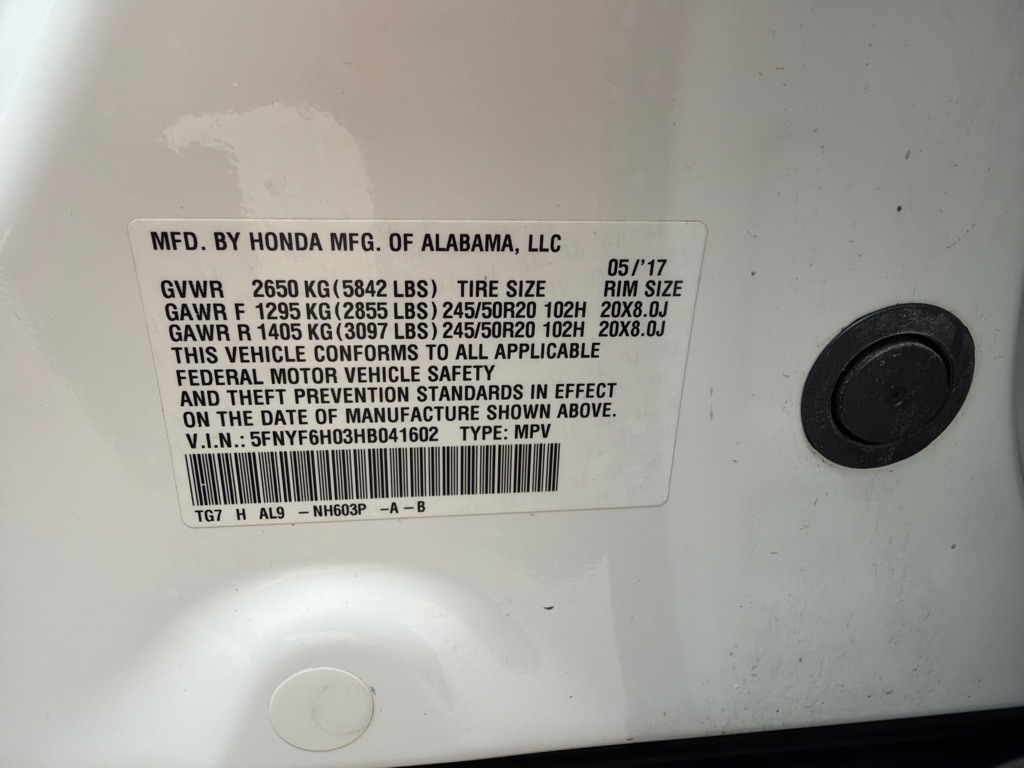 MFD. BY HONDA MFG. OF ALABAMA, LLC
05/'17
GVWR 2650 KG (5842 LBS) TIRE SIZE RIM SIZE
GAWR F 1295 KG (2855 LBS) 245/50R20 102H 20X8.0J
GAWR R 1405 KG (3097 LBS) 245/50R20 102H 20X8.0J
THIS VEHICLE CONFORMS TO ALL APPLICABLE
FEDERAL MOTOR VEHICLE SAFETY
AND THEFT PREVENTION STANDARDS IN EFFECT
ON THE DATE OF MANUFACTURE SHOWN ABOVE.
V.I.N.: 5FNYF6H03HB041602 TYPE: MPV
TG7 H AL9 -NH603P -A-B